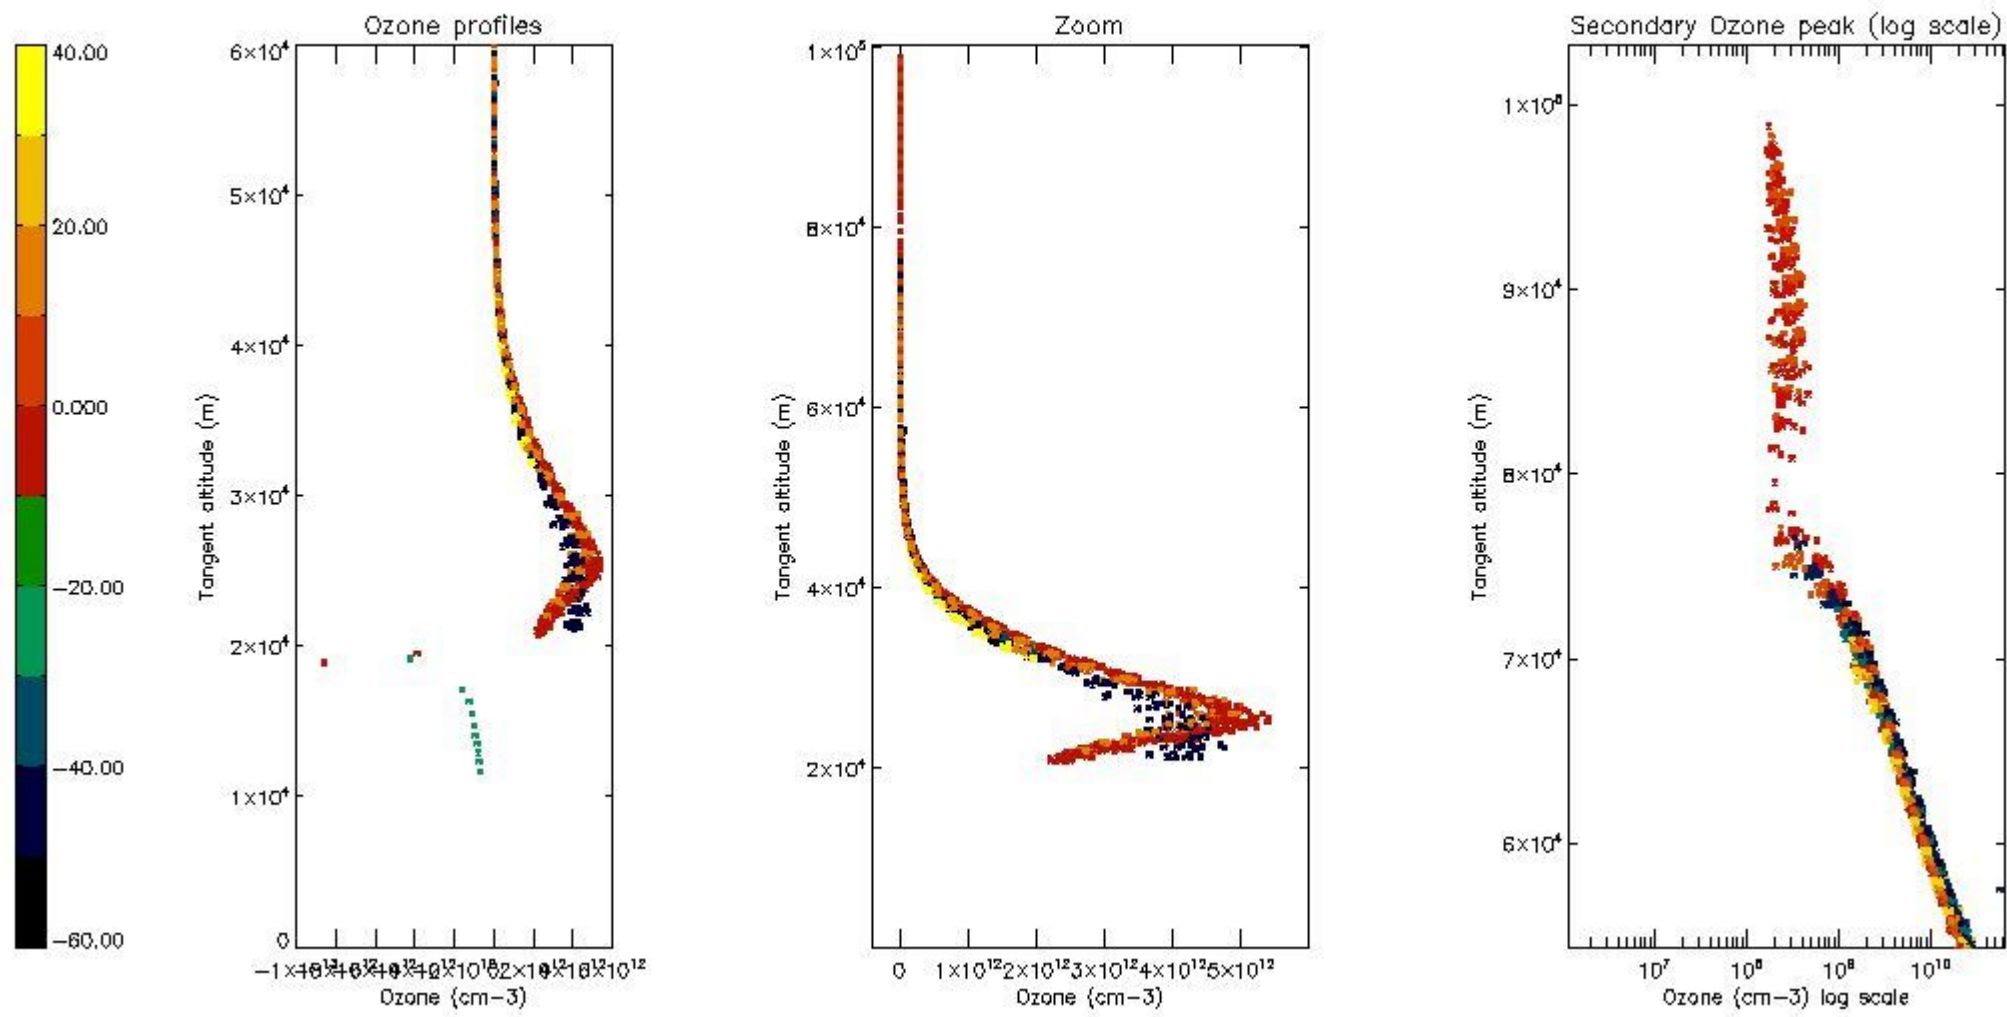 Ozone profiles
Zoom
Secondary Ozone peak (log scale)
40.00
20.00
0.000
-20.00
-40.00
-60.00
6×10⁴
5×10⁴
4×10⁴
3×10⁴
2×10⁴
1×10⁴
0
Tangent altitude (m)
Ozone (cm-3)
1×10⁵
8×10⁴
6×10⁴
4×10⁴
2×10⁴
Tangent altitude (m)
0 1×10¹² 2×10¹² 3×10¹² 4×10¹² 5×10¹²
Ozone (cm-3)
9×10⁴
8×10⁴
7×10⁴
6×10⁴
Tangent altitude (m)
10⁷ 10⁸ 10⁹ 10¹⁰
Ozone (cm-3) log scale